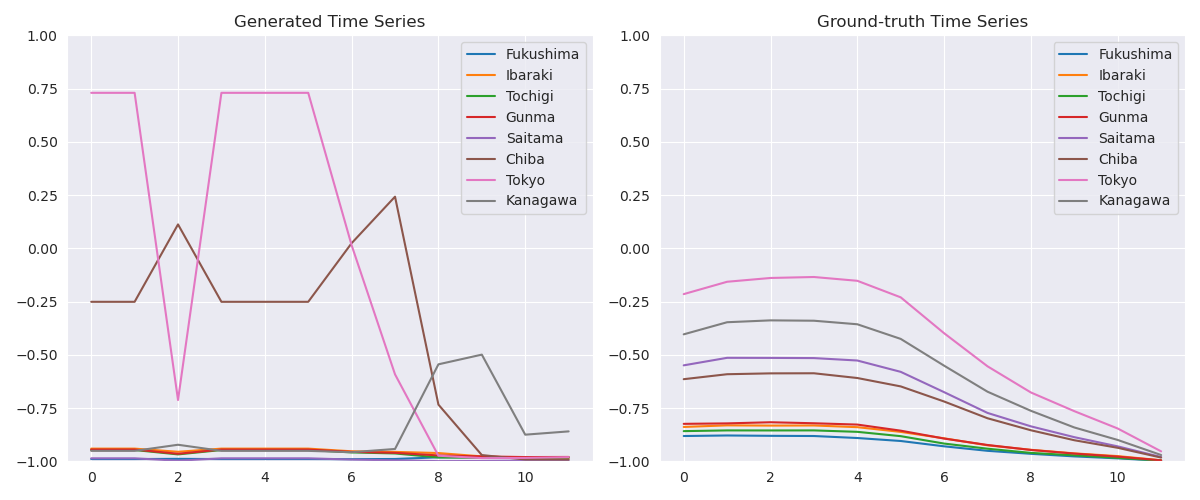 Generated Time Series
1.00
0.75
0.50
0.25
0.00
−0.25
−0.50
−0.75
−1.00
0 2 4 6 8 10
Fukushima
Ibaraki
Tochigi
Gunma
Saitama
Chiba
Tokyo
Kanagawa
Ground-truth Time Series
1.00
0.75
0.50
0.25
0.00
−0.25
−0.50
−0.75
−1.00
0 2 4 6 8 10
Fukushima
Ibaraki
Tochigi
Gunma
Saitama
Chiba
Tokyo
Kanagawa